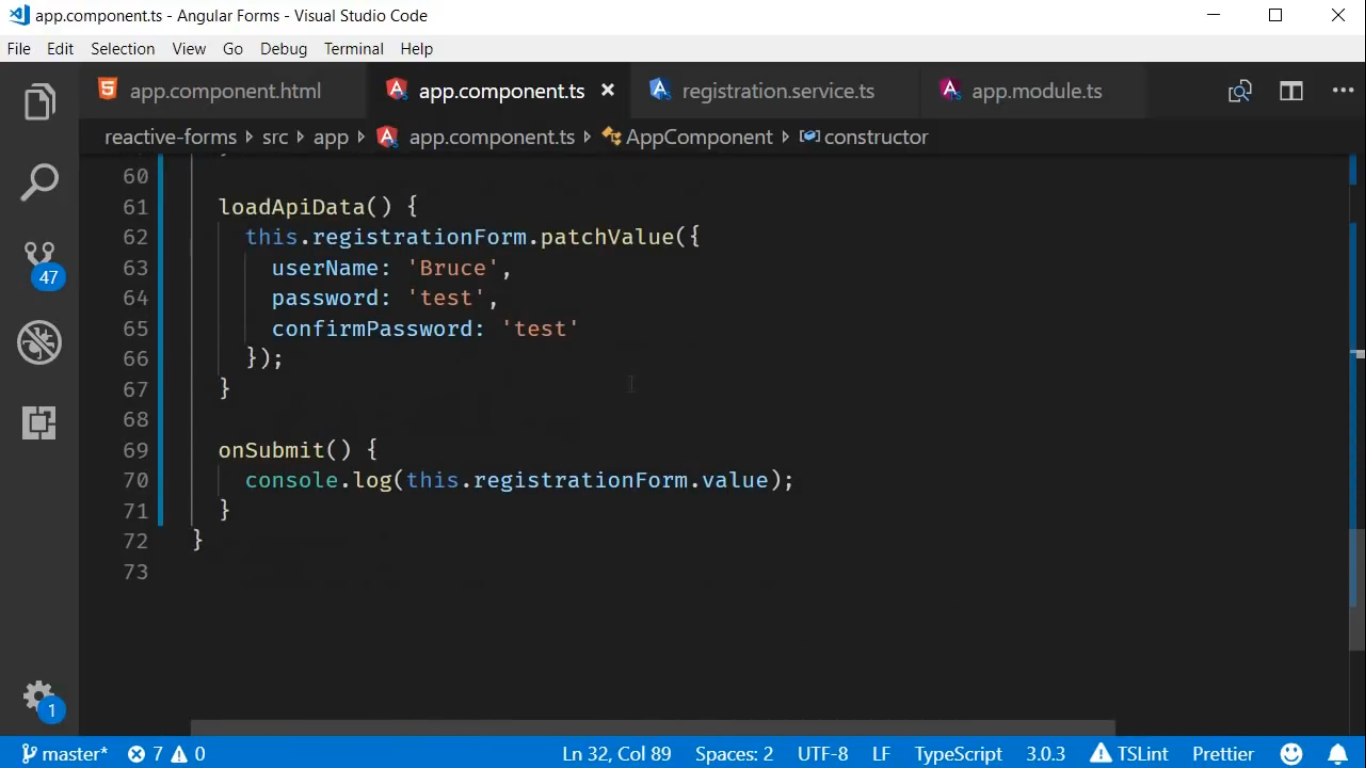 app.component.ts - Angular Forms - Visual Studio Code
File Edit Selection View Go Debug Terminal Help
app.component.html app.component.ts registration.service.ts app.module.ts
reactive-forms src app app.component.ts AppComponent constructor
60
61 loadApiData() {
62 this.registrationForm.patchValue({
63 userName: 'Bruce',
64 password: 'test',
65 confirmPassword: 'test'
66 });
67 }
68
69 onSubmit() {
70 console.log(this.registrationForm.value);
71 }
72 }
73
47
1
master* 7 0 Ln 32, Col 89 Spaces: 2 UTF-8 LF TypeScript 3.0.3 TSLint Prettier